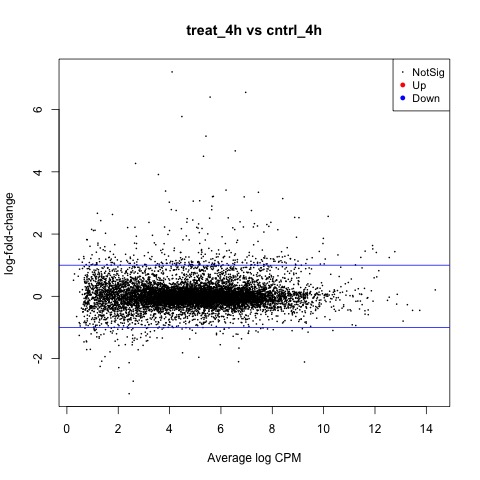 treat_4h vs cntrl_4h
NotSig
Up
Down
log-fold-change
6
4
2
0
-2
0 2 4 6 8 10 12 14
Average log CPM